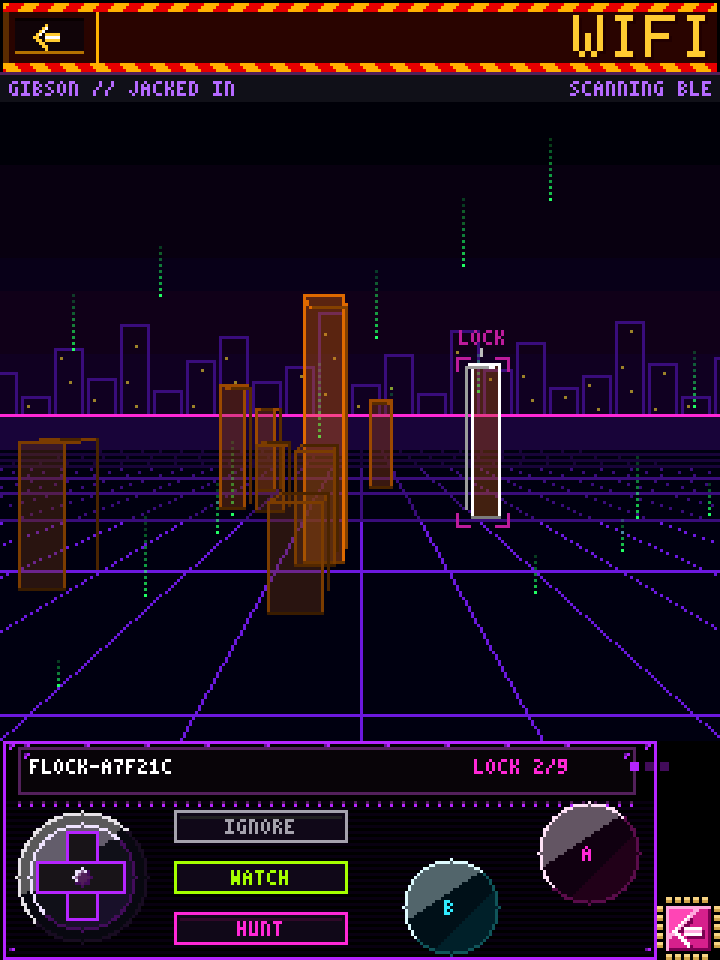 WIFI
GIBSON // JACKED IN
SCANNING BLE
LOCK
FLOCK-A7F21C
LOCK 2/9
IGNORE
WATCH
HUNT
A
B